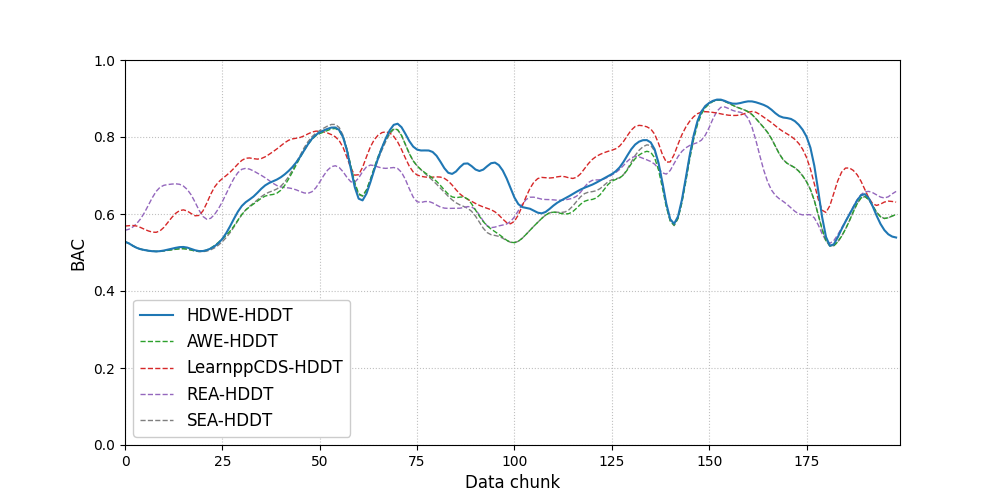 1.0
0.8
0.6
0.4
0.2
0.0
BAC
HDWE-HDDT
AWE-HDDT
LearnppCDS-HDDT
REA-HDDT
SEA-HDDT
0 25 50 75 100 125 150 175
Data chunk